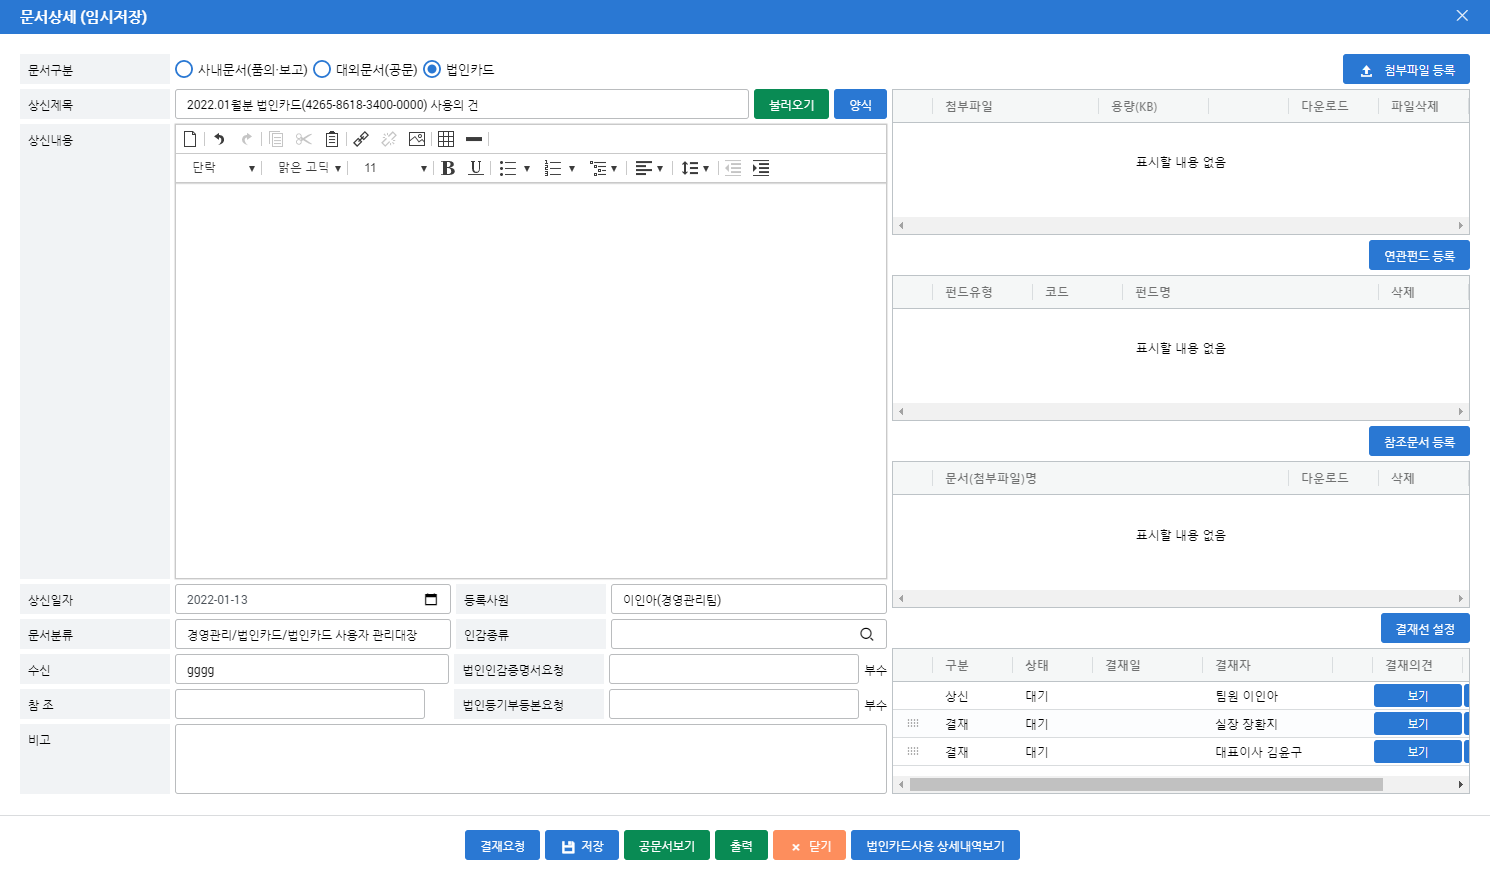 문서상세 (임시저장)
문서구분
사내문서(품의·보고) 대외문서(공문) 법인카드
첨부파일 등록
상신제목
2022.01월분 법인카드(4265-8618-3400-0000) 사용의 건
불러오기 양식
첨부파일 용량(KB) 다운로드 파일삭제
표시할 내용 없음
상신내용
단락 맑은 고딕 11
연관펀드 등록
펀드유형 코드 펀드명 삭제
표시할 내용 없음
참조문서 등록
문서(첨부파일)명 다운로드 삭제
표시할 내용 없음
상신일자 2022-01-13 등록사원 이인아(경영관리팀)
문서분류 경영관리/법인카드/법인카드 사용자 관리대장 인감종류
수신 gggg 법인인감증명서요청 부수
참 조 법인등기부등본요청 부수
비고
결재선 설정
구분 상태 결재일 결재자 결재의견
상신 대기 팀원 이인아 보기
결재 대기 실장 장환지 보기
결재 대기 대표이사 김윤구 보기
결재요청 저장 공문서보기 출력 닫기 법인카드사용 상세내역보기